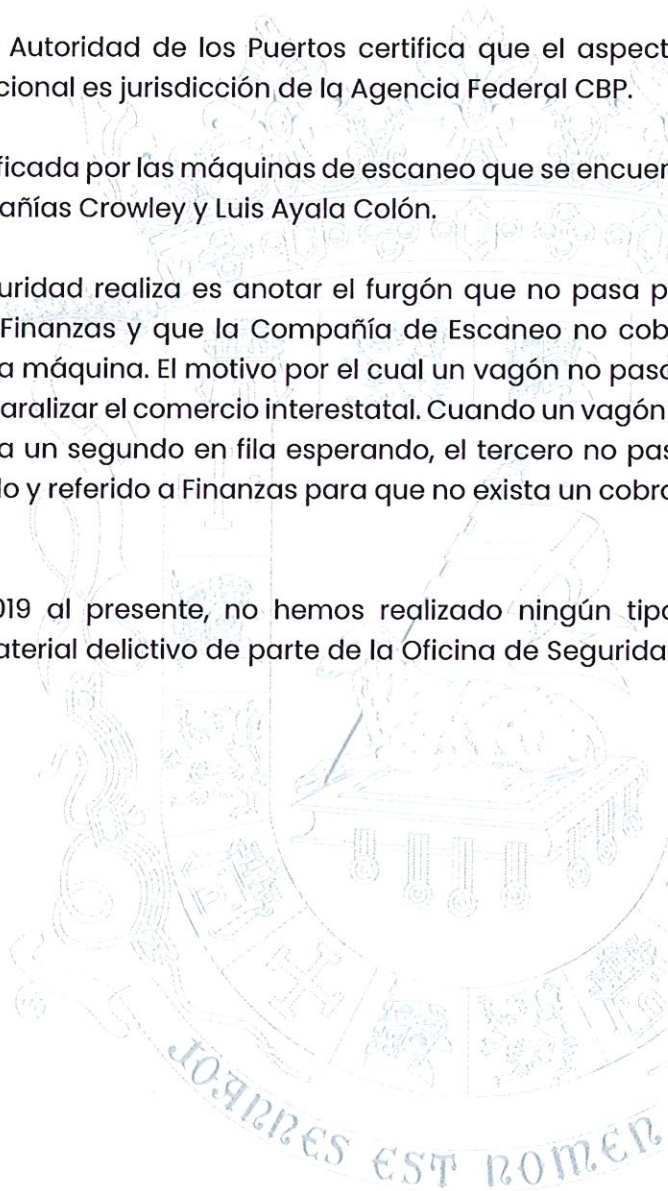 Autoridad de los Puertos certifica que el aspect
cional es jurisdicción de la Agencia Federal CBP.
ficada por las máquinas de escaneo que se encuer
añías Crowley y Luis Ayala Colón.
uridad realiza es anotar el furgón que no pasa p
Finanzas y que la Compañía de Escaneo no cob
a máquina. El motivo por el cual un vagón no paso
aralizar el comercio interestatal. Cuando un vagón
a un segundo en fila esperando, el tercero no pas
lo y referido a Finanzas para que no exista un cobro
019 al presente, no hemos realizado ningún tipo
aterial delictivo de parte de la Oficina de Segurida
JOANNES EST NOMEN